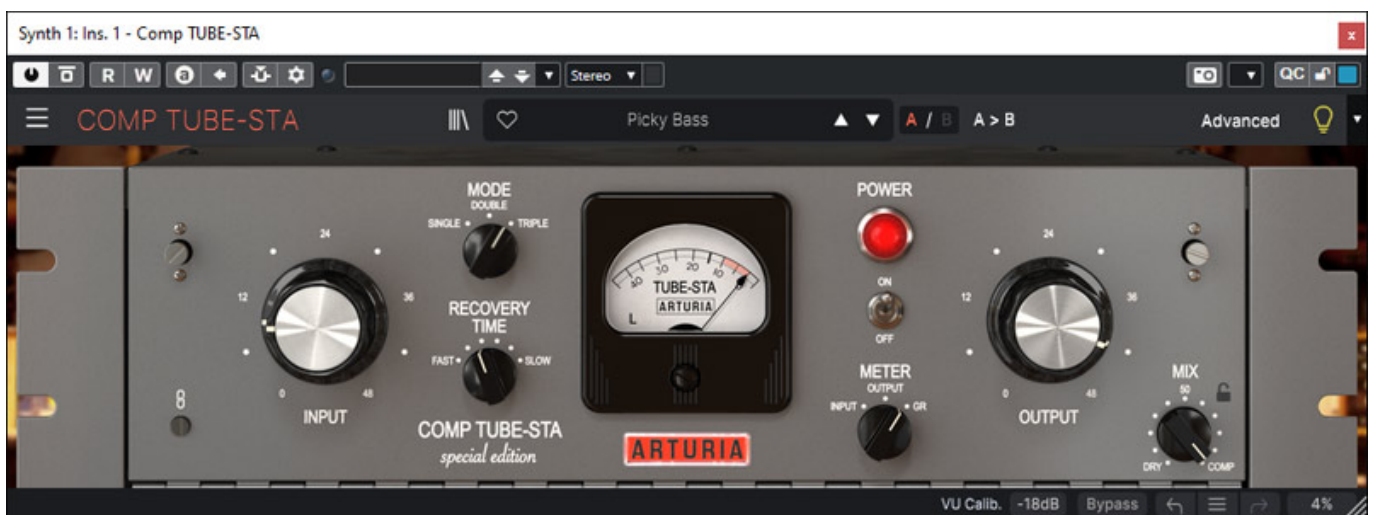 Synth 1: Ins. 1 - Comp TUBE-STA
x
R W a Stereo QC
COMP TUBE-STA Picky Bass A / B A > B Advanced
MODE
DOUBLE
SINGLE TRIPLE
POWER
24
12 36
0 48
INPUT
RECOVERY
TIME
FAST SLOW
COMP TUBE-STA
special edition
40 30 20 10
TUBE-STA
ARTURIA
L
ARTURIA
ON
OFF
METER
OUTPUT
INPUT GR
24
12 36
0 48
OUTPUT
MIX
50
DRY COMP
VU Calib. -18dB Bypass 4%